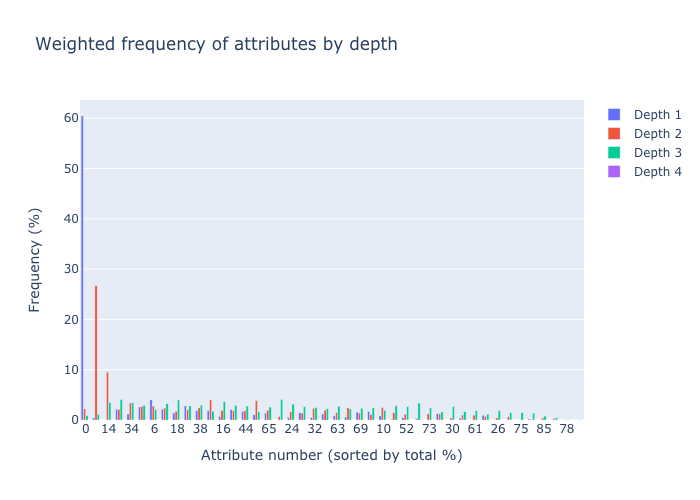 Weighted frequency of attributes by depth
60
50
40
30
20
10
0
Frequency (%)
0 14 34 6 18 38 16 44 65 24 32 63 69 10 52 73 30 61 26 75 85 78
Attribute number (sorted by total %)
Depth 1
Depth 2
Depth 3
Depth 4